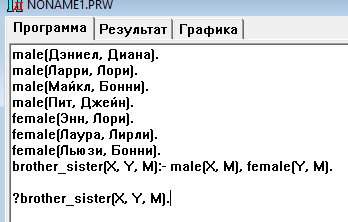 NONAME1.PRW
Программа Результат Графика
male(Дэниел, Диана).
male(Ларри, Лори).
male(Майкл, Бонни).
male(Пит, Джейн).
female(Энн, Лори).
female(Лаура, Лирли).
female(Льюзи, Бонни).
brother_sister(X, Y, M):- male(X, M), female(Y, M).
?brother_sister(X, Y, M).